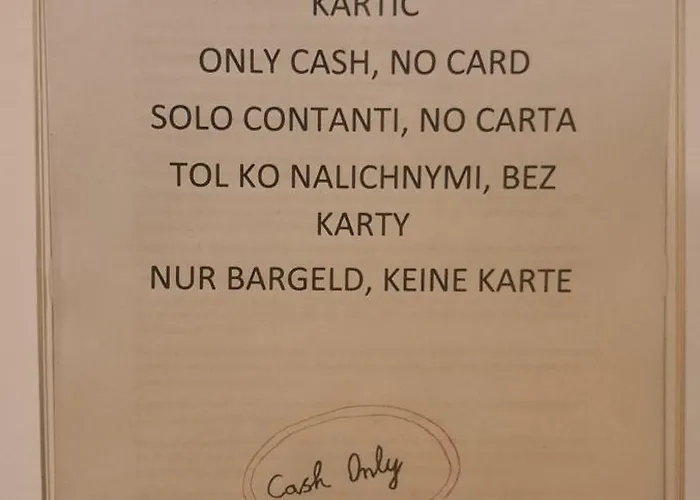 KARTIC
ONLY CASH, NO CARD
SOLO CONTANTI, NO CARTA
TOL KO NALICHNYMI, BEZ
KARTY
NUR BARGELD, KEINE KARTE
Cash Only